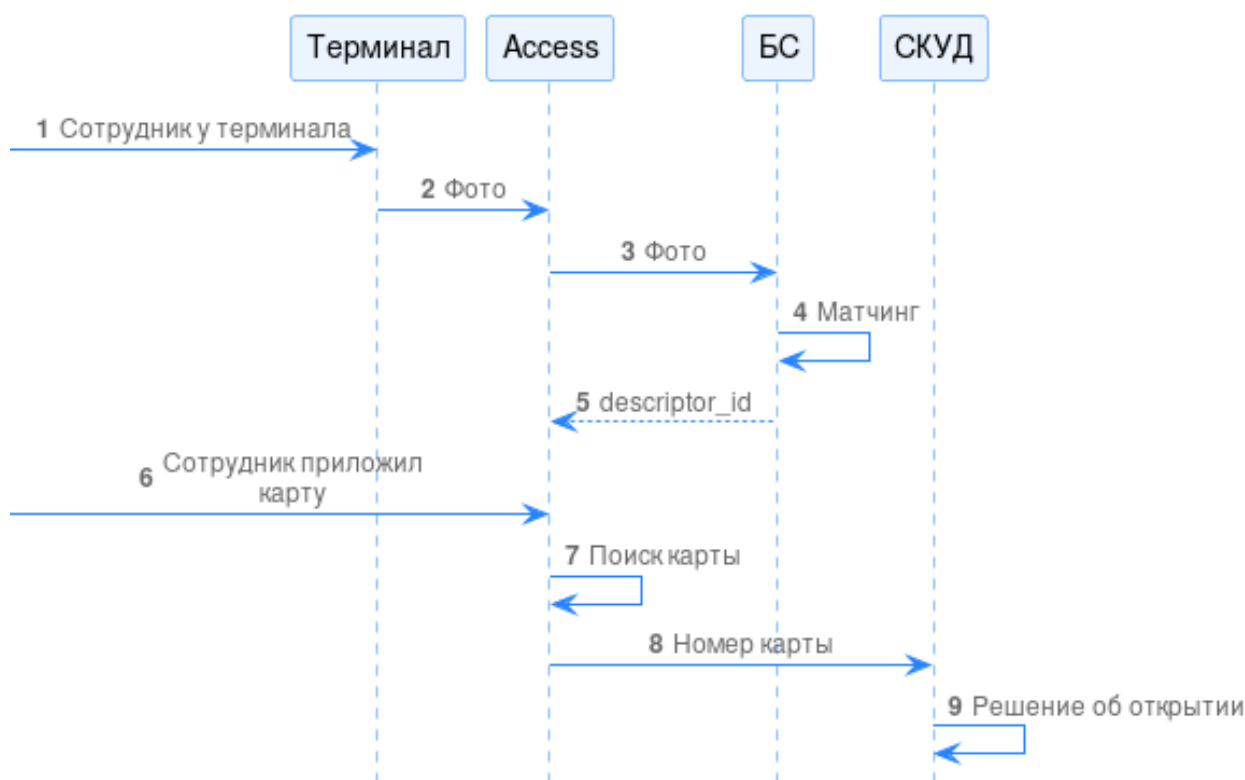 Терминал
Access
БС
СКУД
1 Сотрудник у терминала
2 Фото
3 Фото
4 Матчинг
5 descriptor_id
6 Сотрудник приложил
карту
7 Поиск карты
8 Номер карты
9 Решение об открытии